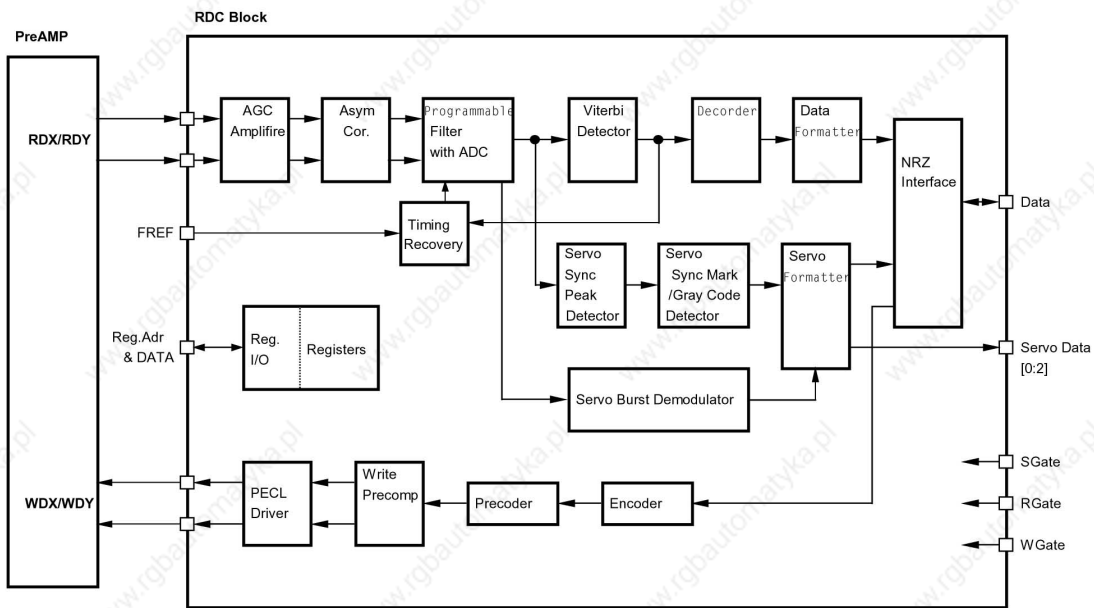 RDC Block
PreAMP
RDX/RDY
AGC
Amplifire
Asym
Cor.
Programmable
Filter
with ADC
Viterbi
Detector
Decorder
Data
Formatter
NRZ
Interface
Data
FREF
Timing
Recovery
Servo
Sync
Peak
Detector
Servo
Sync Mark
/Gray Code
Detector
Servo
Formatter
Reg.Adr
& DATA
Reg.
I/O
Registers
Servo Data
[0:2]
Servo Burst Demodulator
SGate
RGate
WGate
WDX/WDY
PECL
Driver
Write
Precomp
Precoder
Encoder
www.rgbautomatyka.pl